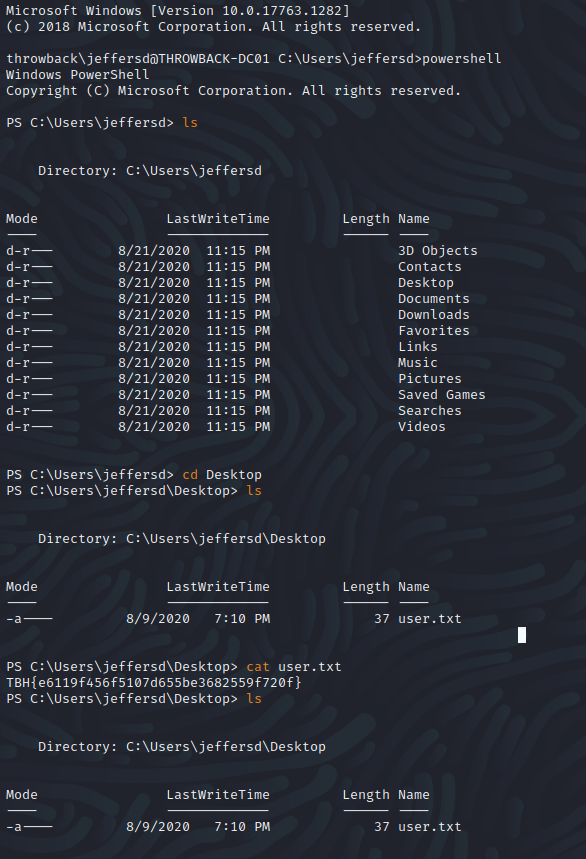 Microsoft Windows [Version 10.0.17763.1282]
(c) 2018 Microsoft Corporation. All rights reserved.
throwback\jeffersd@THROWBACK-DC01 C:\Users\jeffersd>powershell
Windows PowerShell
Copyright (C) Microsoft Corporation. All rights reserved.
PS C:\Users\jeffersd> ls
Directory: C:\Users\jeffersd
Mode LastWriteTime Length Name
---- ------------- ------ ----
d-r--- 8/21/2020 11:15 PM 3D Objects
d-r--- 8/21/2020 11:15 PM Contacts
d-r--- 8/21/2020 11:15 PM Desktop
d-r--- 8/21/2020 11:15 PM Documents
d-r--- 8/21/2020 11:15 PM Downloads
d-r--- 8/21/2020 11:15 PM Favorites
d-r--- 8/21/2020 11:15 PM Links
d-r--- 8/21/2020 11:15 PM Music
d-r--- 8/21/2020 11:15 PM Pictures
d-r--- 8/21/2020 11:15 PM Saved Games
d-r--- 8/21/2020 11:15 PM Searches
d-r--- 8/21/2020 11:15 PM Videos
PS C:\Users\jeffersd> cd Desktop
PS C:\Users\jeffersd\Desktop> ls
Directory: C:\Users\jeffersd\Desktop
Mode LastWriteTime Length Name
---- ------------- ------ ----
-a---- 8/9/2020 7:10 PM 37 user.txt
PS C:\Users\jeffersd\Desktop> cat user.txt
TBH{e6119f456f5107d655be3682559f720f}
PS C:\Users\jeffersd\Desktop> ls
Directory: C:\Users\jeffersd\Desktop
Mode LastWriteTime Length Name
---- ------------- ------ ----
-a---- 8/9/2020 7:10 PM 37 user.txt